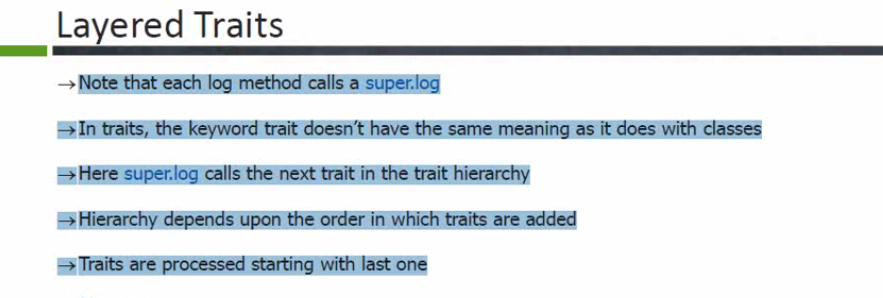 Layered Traits
→Note that each log method calls a super.log
→In traits, the keyword trait doesn't have the same meaning as it does with classes
→Here super.log calls the next trait in the trait hierarchy
→Hierarchy depends upon the order in which traits are added
→Traits are processed starting with last one